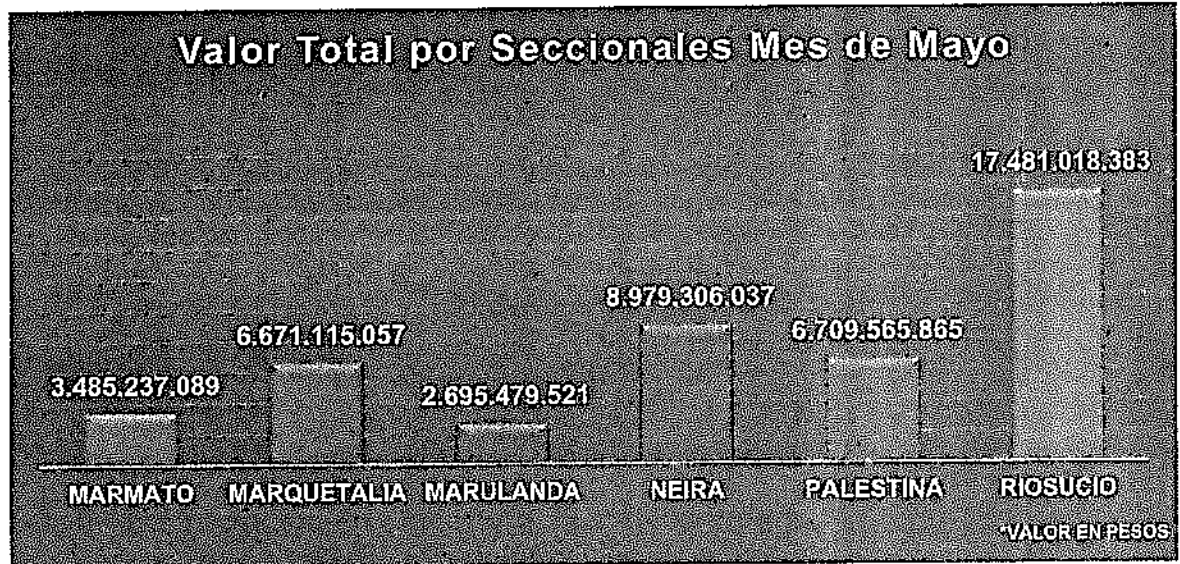 Valor Total por Seccionales Mes de Mayo
17.481.018.383
8.979.306.037
6.671.115.057
6.709.565.865
3.485.237.089
2.695.479.521
MARMATO MARQUETALIA MARULANDA NEIRA PALESTINA RIOSUCIO
*VALOR EN PESOS